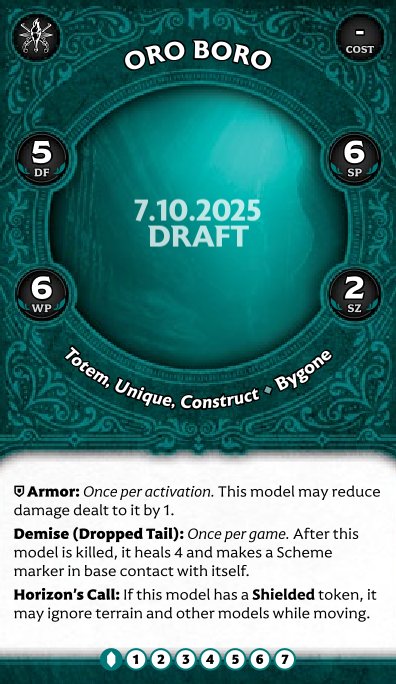 ORO BORO
-
COST
5
DF
6
SP
7.10.2025
DRAFT
6
WP
2
SZ
Totem, Unique, Construct • Bygone
Armor: Once per activation. This model may reduce
damage dealt to it by 1.
Demise (Dropped Tail): Once per game. After this
model is killed, it heals 4 and makes a Scheme
marker in base contact with itself.
Horizon's Call: If this model has a Shielded token, it
may ignore terrain and other models while moving.
1 2 3 4 5 6 7